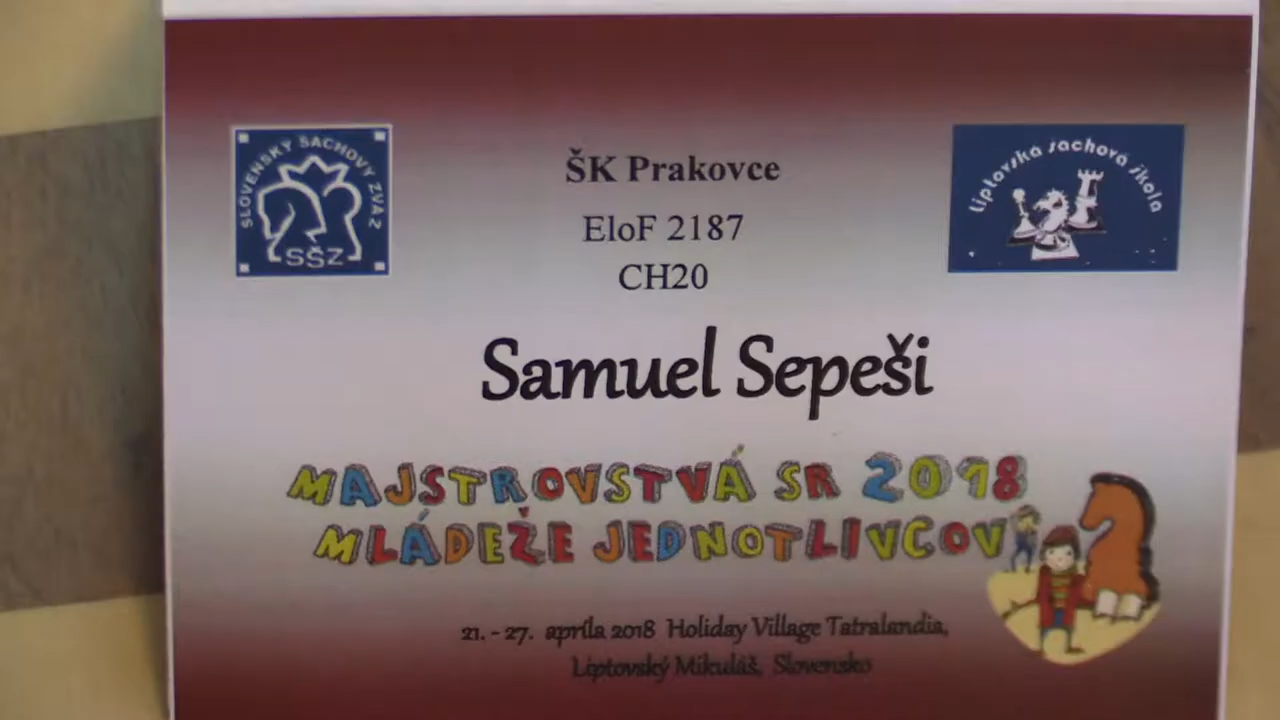 SLOVENSKÝ ŠACHOVÝ ZVÄZ
SŠZ
ŠK Prakovce
EloF 2187
CH20
Liptovská šachová škola
Samuel Sepeši
MAJSTROVSTVÁ SR 2018
MLÁDEŽE JEDNOTLIVCOV
21. - 27. apríla 2018 Holiday Village Tatralandia,
Liptovský Mikuláš, Slovensko